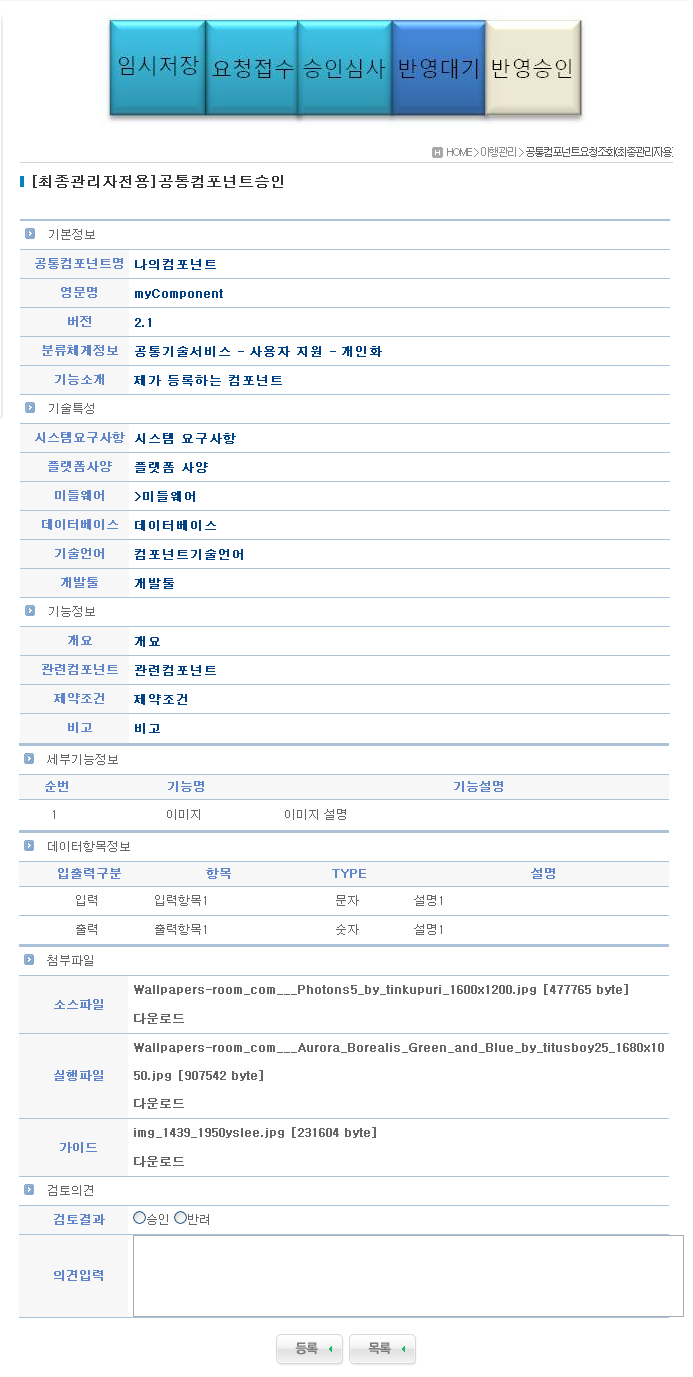 임시저장 요청접수 승인심사 반영대기 반영승인
H HOME > 이행관리 > 공통컴포넌트요청조회(최종관리자용)
[최종관리자전용]공통컴포넌트승인
기본정보
공통컴포넌트명 나의컴포넌트
영문명 myComponent
버전 2.1
분류체계정보 공통기술서비스 - 사용자 지원 - 개인화
기능소개 제가 등록하는 컴포넌트
기술특성
시스템요구사항 시스템 요구사항
플랫폼사양 플랫폼 사양
미들웨어 >미들웨어
데이터베이스 데이터베이스
기술언어 컴포넌트기술언어
개발툴 개발툴
기능정보
개요 개요
관련컴포넌트 관련컴포넌트
제약조건 제약조건
비고 비고
세부기능정보
순번 기능명 기능설명
1 이미지 이미지 설명
데이터항목정보
입출력구분 항목 TYPE 설명
입력 입력항목1 문자 설명1
출력 출력항목1 숫자 설명1
첨부파일
소스파일 Wallpapers-room_com___Photons5_by_tinkupuri_1600x1200.jpg [477765 byte]
다운로드
실행파일 Wallpapers-room_com___Aurora_Borealis_Green_and_Blue_by_titusboy25_1680x10
50.jpg [907542 byte]
다운로드
가이드 img_1439_1950yslee.jpg [231604 byte]
다운로드
검토의견
검토결과 승인 반려
의견입력
등록 목록